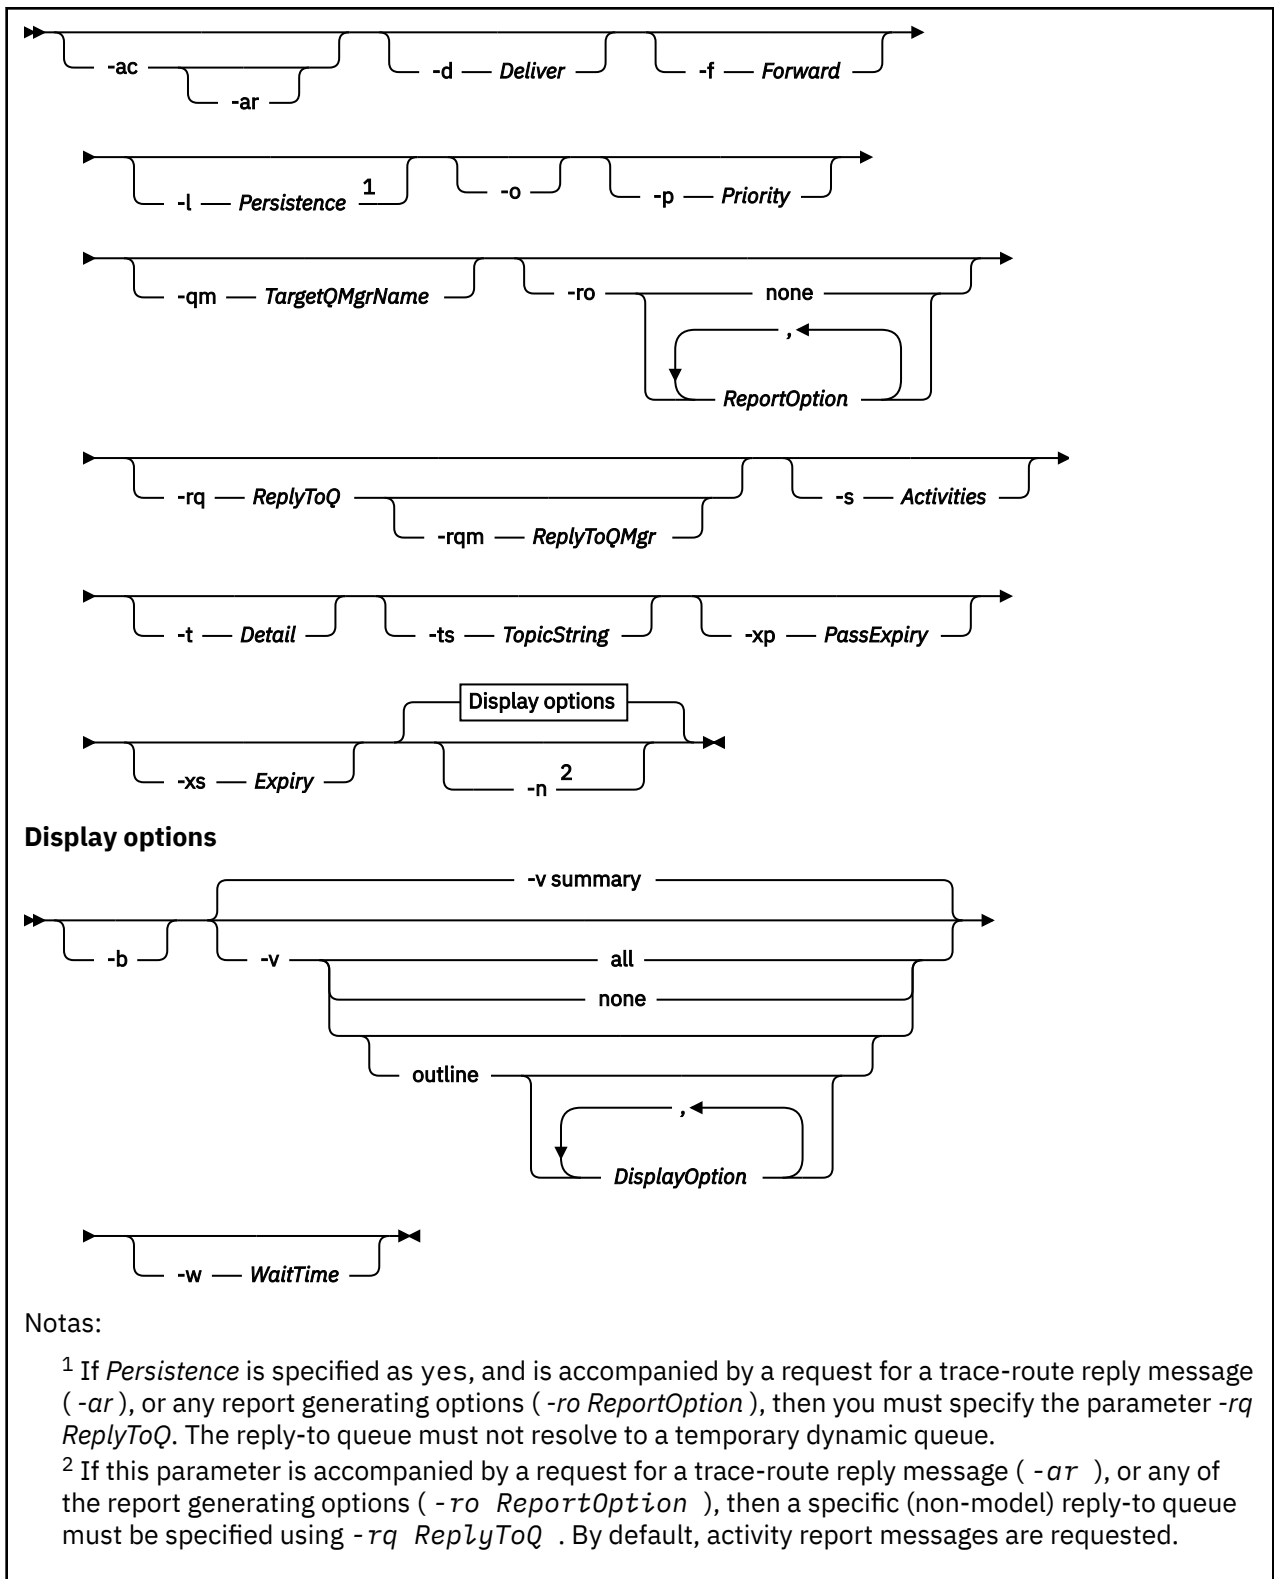 -ac
-ar
-d Deliver
-f Forward
-l Persistence 1
-o
-p Priority
-qm TargetQMgrName
-ro none
,
ReportOption
-rq ReplyToQ
-rqm ReplyToQMgr
-s Activities
-t Detail
-ts TopicString
-xp PassExpiry
Display options
-xs Expiry
-n 2
Display options
-v summary
-b
-v all
none
outline
,
DisplayOption
-w WaitTime
Notas:
1 If Persistence is specified as yes, and is accompanied by a request for a trace-route reply message
( -ar ), or any report generating options ( -ro ReportOption ), then you must specify the parameter -rq
ReplyToQ. The reply-to queue must not resolve to a temporary dynamic queue.
2 If this parameter is accompanied by a request for a trace-route reply message ( -ar ), or any of
the report generating options ( -ro ReportOption ), then a specific (non-model) reply-to queue
must be specified using -rq ReplyToQ . By default, activity report messages are requested.